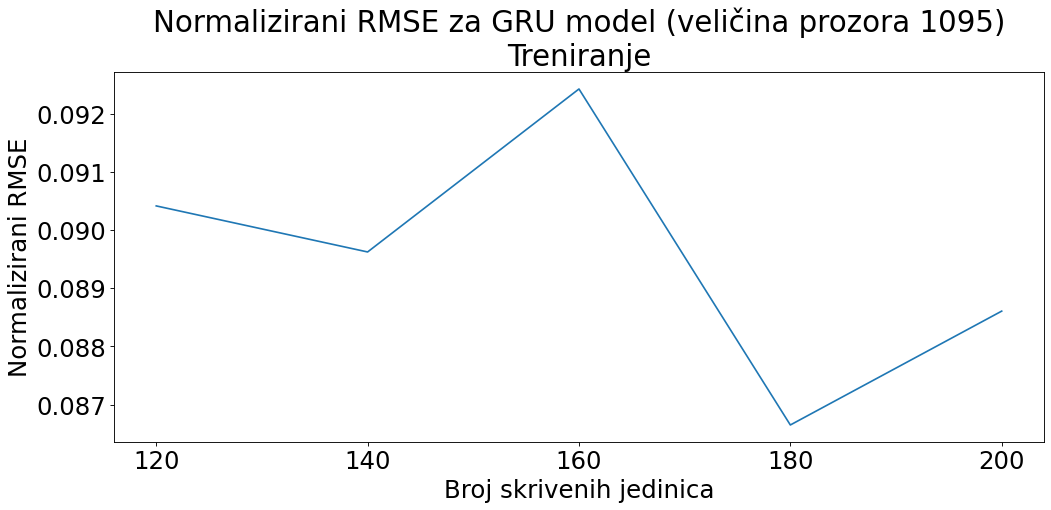 Normalizirani RMSE za GRU model (veličina prozora 1095)
Treniranje
Normalizirani RMSE
0.092
0.091
0.090
0.089
0.088
0.087
120 140 160 180 200
Broj skrivenih jedinica